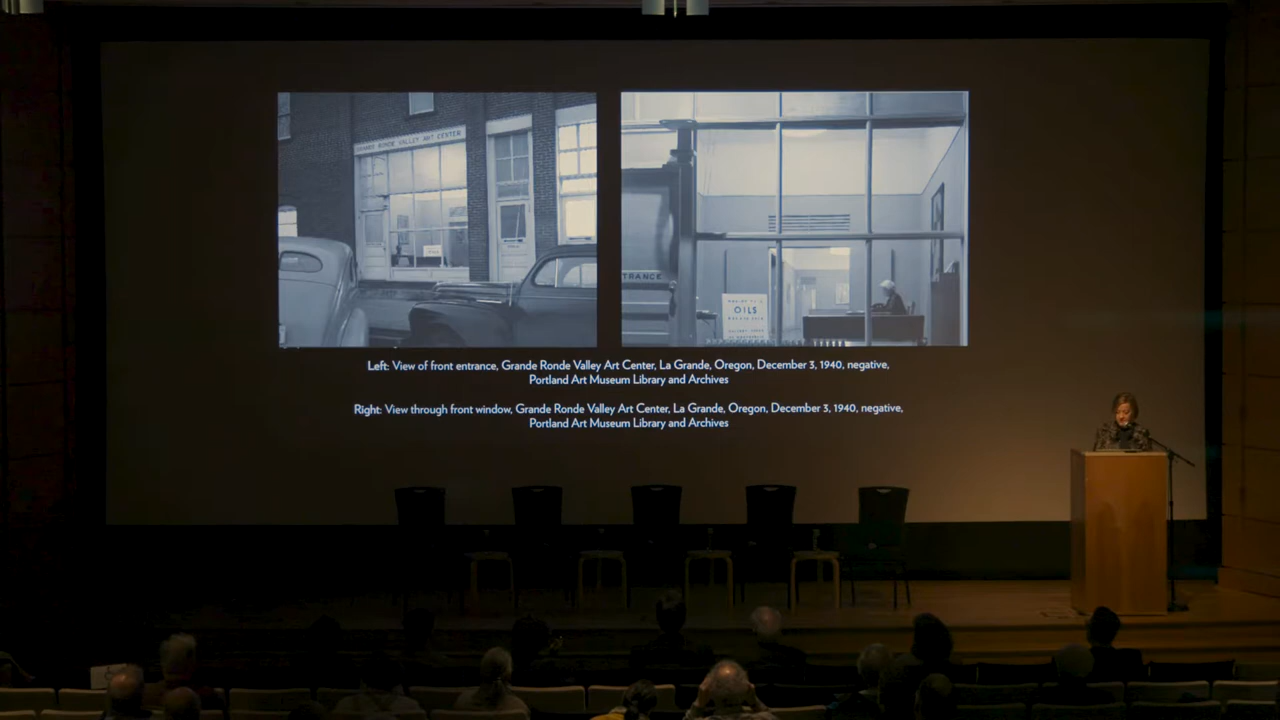 GRANDE RONDE VALLEY ART CENTER
TRANCE
OILS
Left: View of front entrance, Grande Ronde Valley Art Center, La Grande, Oregon, December 3, 1940, negative,
Portland Art Museum Library and Archives
Right: View through front window, Grande Ronde Valley Art Center, La Grande, Oregon, December 3, 1940, negative,
Portland Art Museum Library and Archives